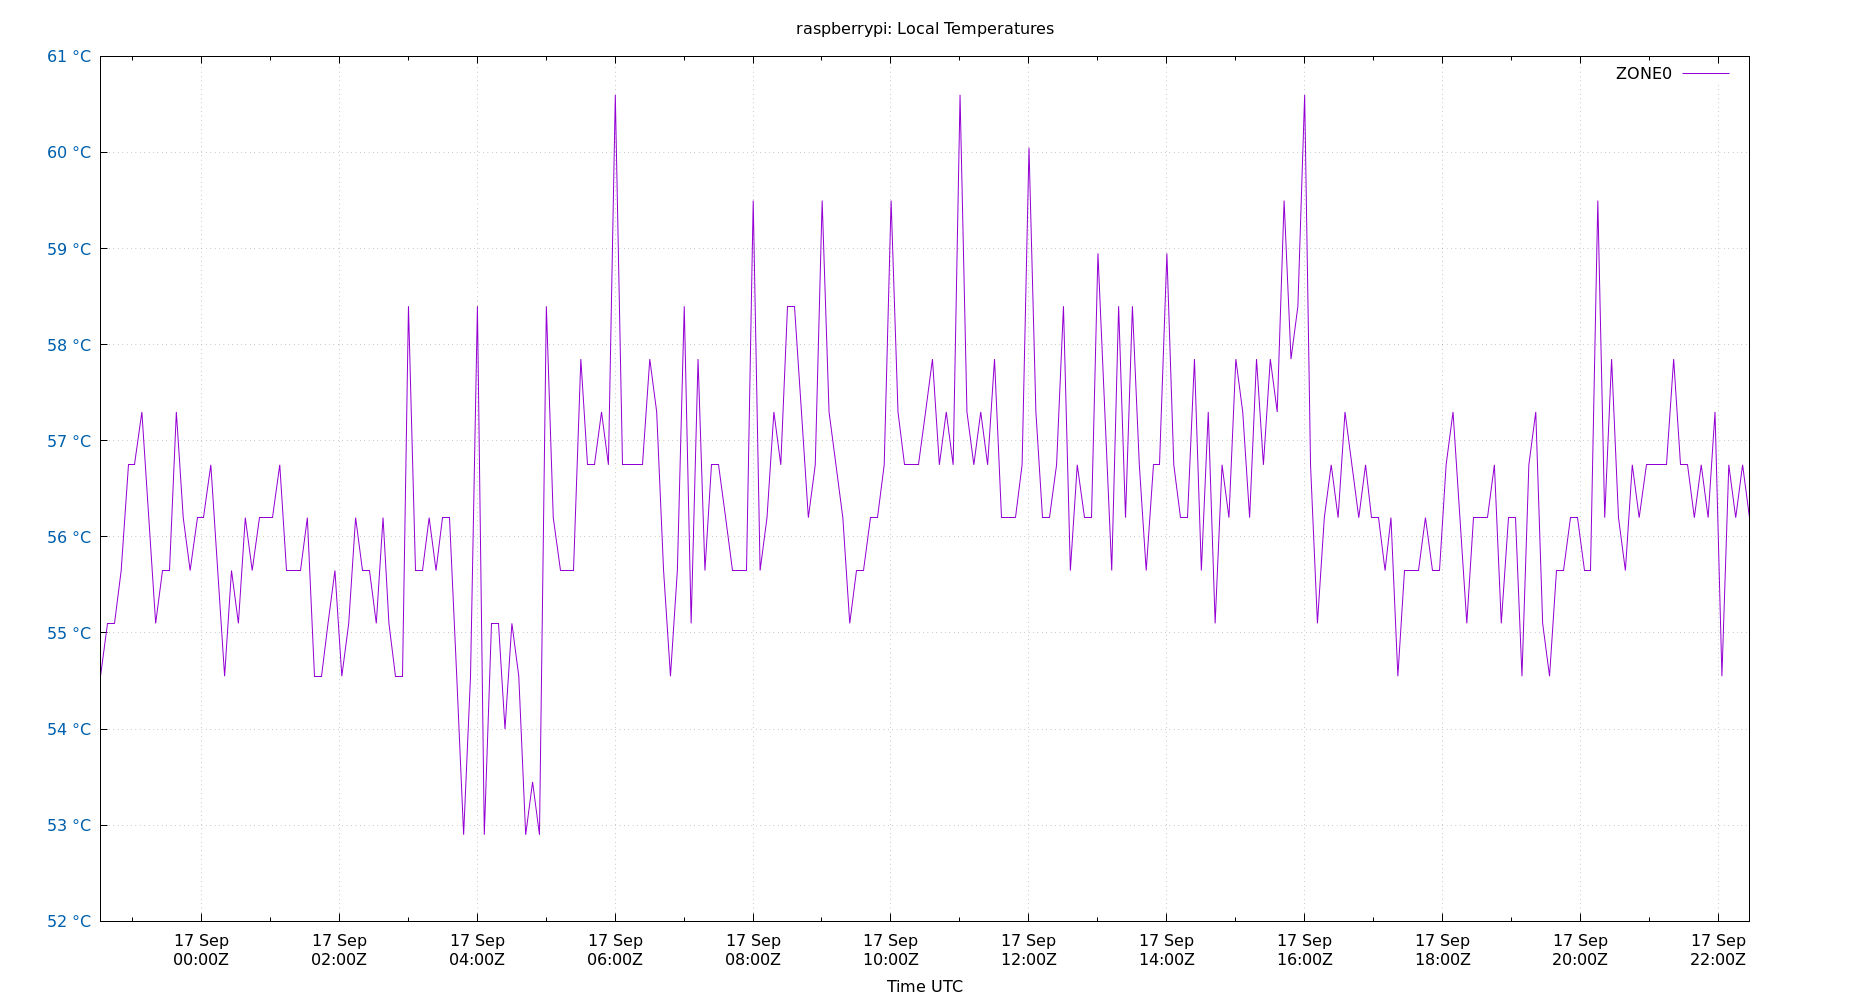 raspberrypi: Local Temperatures
61 °C
ZONE0
60 °C
59 °C
58 °C
57 °C
56 °C
55 °C
54 °C
53 °C
52 °C
17 Sep 17 Sep 17 Sep 17 Sep 17 Sep 17 Sep 17 Sep 17 Sep 17 Sep 17 Sep 17 Sep 17 Sep
00:00Z 02:00Z 04:00Z 06:00Z 08:00Z 10:00Z 12:00Z 14:00Z 16:00Z 18:00Z 20:00Z 22:00Z
Time UTC